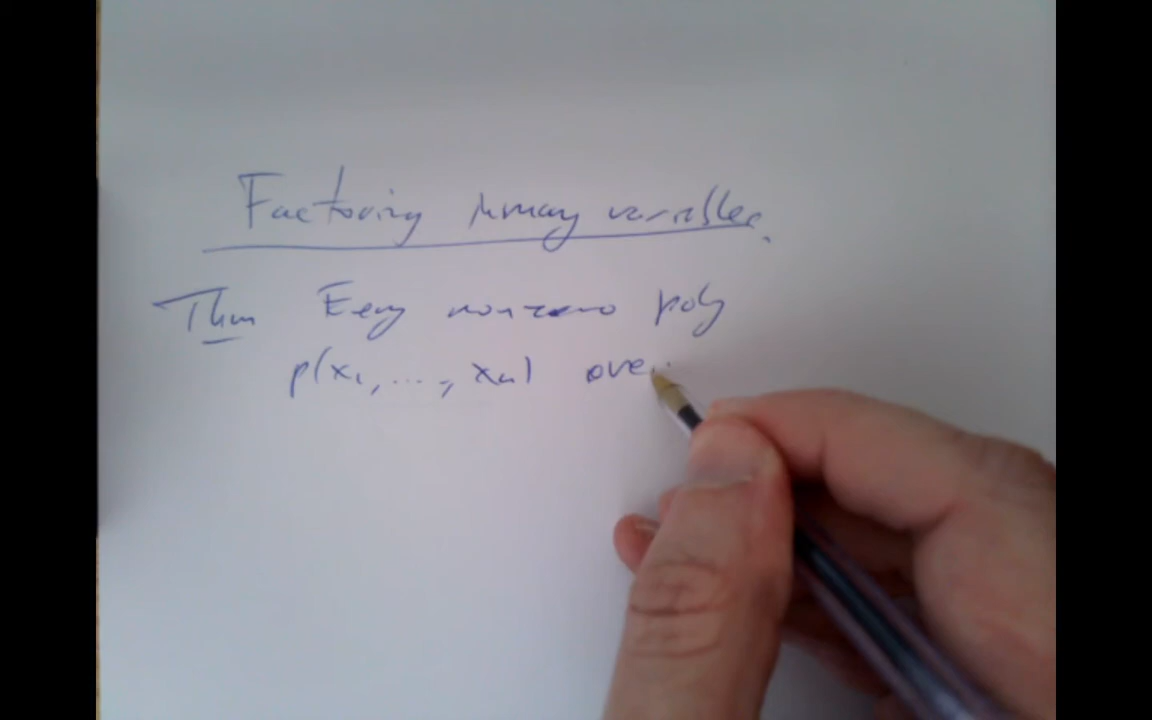 Factoring many variables.
Thm Every nonzero poly
p(x₁, ..., xₙ) over